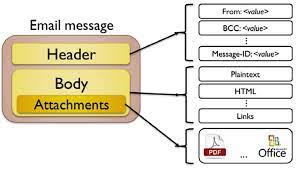 Email message
Header
Body
Attachments
From: <value>
BCC: <value>
⋮
Message-ID: <value>
Plaintext
HTML
⋮
Links
PDF
...
Office